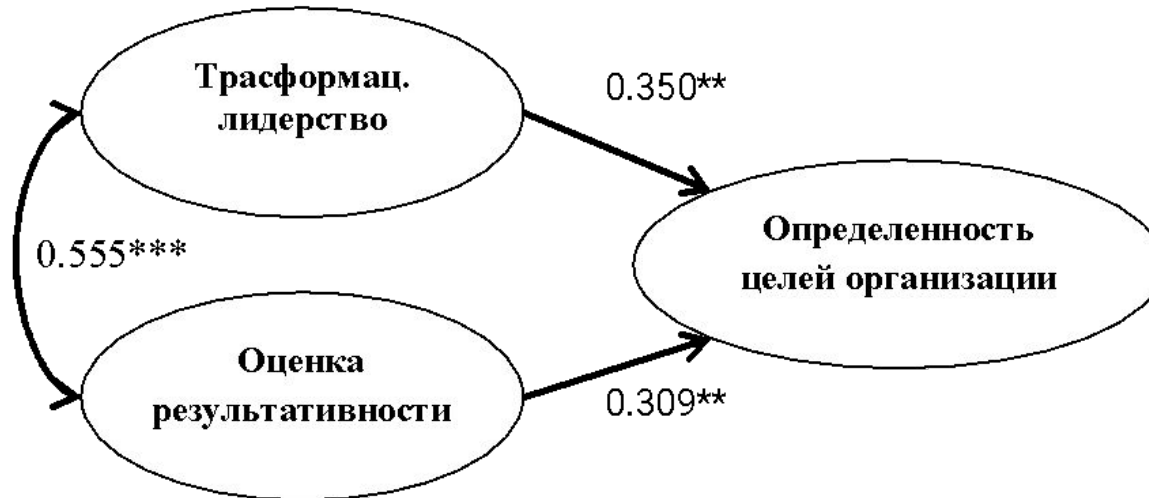 Трасформац.
лидерство
0.350**
0.555***
Определенность
целей организации
Оценка
результативности
0.309**